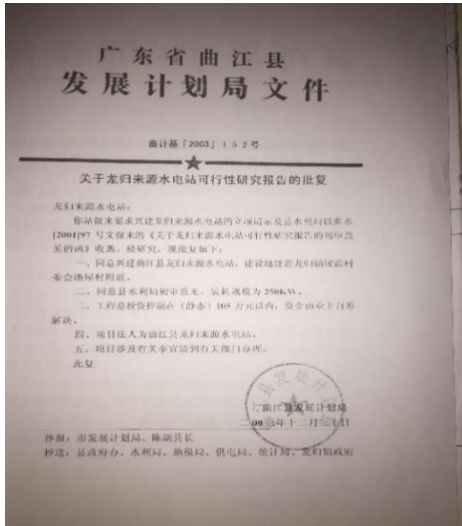 广东省曲江县
发展计划局文件
曲计基「2003」152号
关于龙归来源水电站可行性研究报告的批复
龙归来源水电站：
你站报来要求兴建龙归来源水电站的立项请示及县水利局以
[2001]97号文报来的《关于龙归来源水电站可行性研究报告的初审意
见的函》收悉。经研究，现批复如下：
一、同意兴建曲江县龙归来源水电站，建设地址在龙归镇
委会 屋村附近。
二、同意县水利局初审意见，装机规模为250KW。
三、工程总投资控制在（静态）105万元以内，资金由业主自筹
解决。
四、项目法人为曲江县龙归来源水电站。
五、项目涉及有关事宜请到有关部门办理。
此复
曲江县发展计划局
二00三年十二月 十日
抄报：市发展计划局、陈副县长
抄送：县政府办、水利局、地税局、供电局、统计局、龙归镇政府